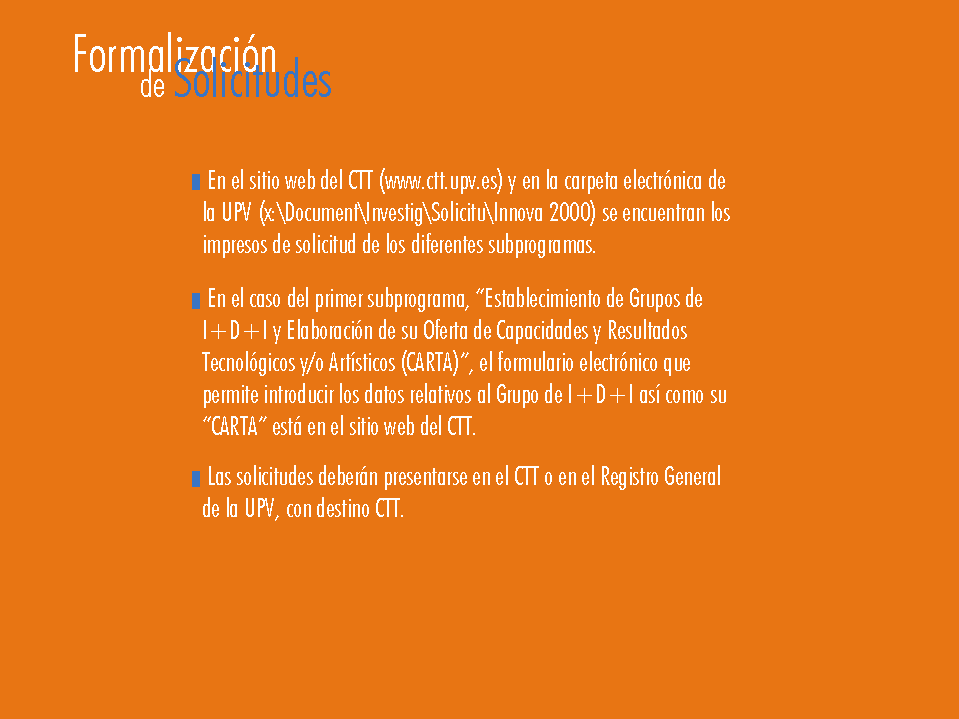 Formalización
de Solicitudes
En el sitio web del CTT (www.ctt.upv.es) y en la carpeta electrónica de
la UPV (x:\Document\Investig\Solicitu\Innova 2000) se encuentran los
impresos de solicitud de los diferentes subprogramas.
En el caso del primer subprograma, “Establecimiento de Grupos de
I+D+I y Elaboración de su Oferta de Capacidades y Resultados
Tecnológicos y/o Artísticos (CARTA)”, el formulario electrónico que
permite introducir los datos relativos al Grupo de I+D+I así como su
“CARTA” está en el sitio web del CTT.
Las solicitudes deberán presentarse en el CTT o en el Registro General
de la UPV, con destino CTT.